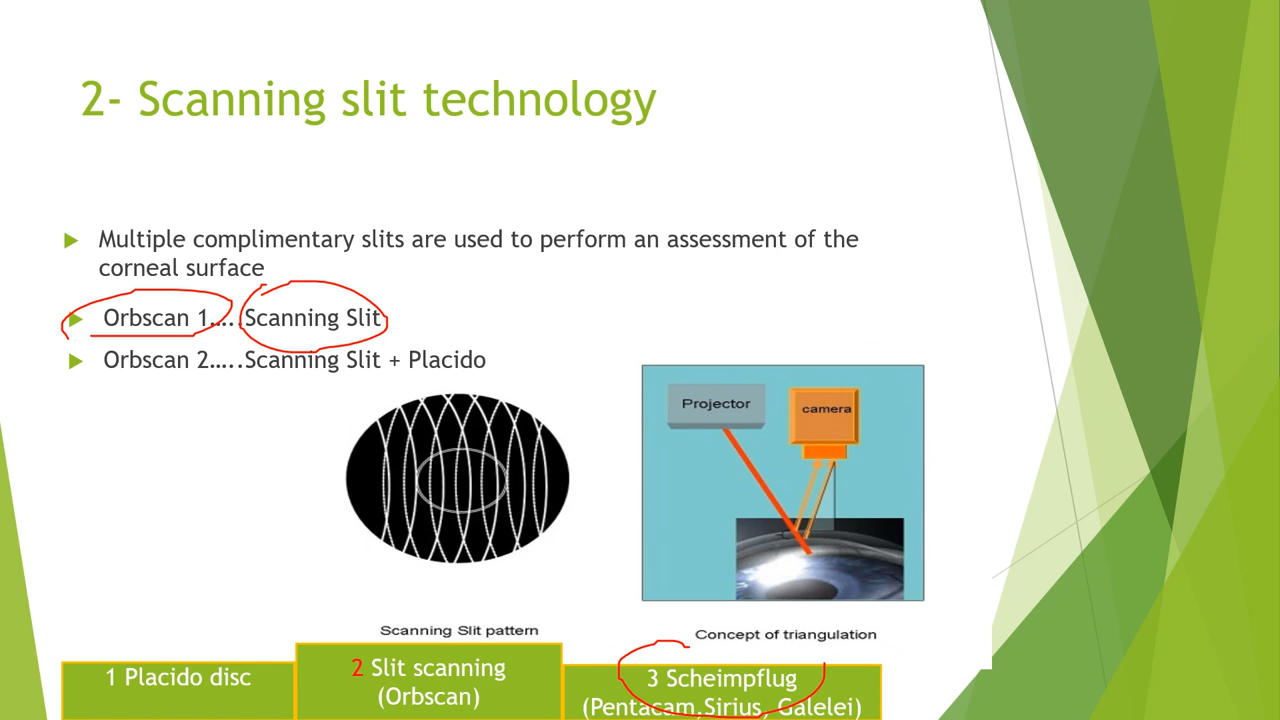 2- Scanning slit technology
Multiple complimentary slits are used to perform an assessment of the
corneal surface
Orbscan 1…..Scanning Slit
Orbscan 2…..Scanning Slit + Placido
Projector
camera
Scanning Slit pattern
Concept of triangulation
1 Placido disc
2 Slit scanning
(Orbscan)
3 Scheimpflug
(Pentacam,Sirius, Galelei)